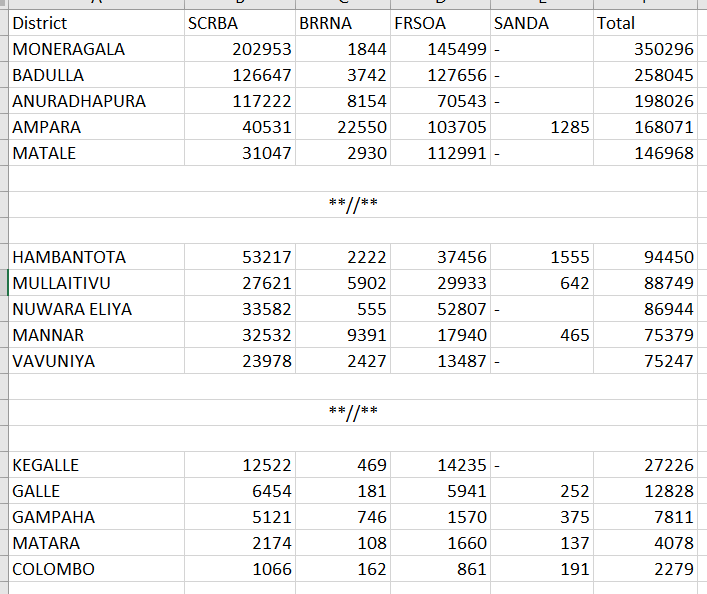 District SCRBA BRRNA FRSOA SANDA Total
MONERAGALA 202953 1844 145499 - 350296
BADULLA 126647 3742 127656 - 258045
ANURADHAPURA 117222 8154 70543 - 198026
AMPARA 40531 22550 103705 1285 168071
MATALE 31047 2930 112991 - 146968
**//**
HAMBANTOTA 53217 2222 37456 1555 94450
MULLAITIVU 27621 5902 29933 642 88749
NUWARA ELIYA 33582 555 52807 - 86944
MANNAR 32532 9391 17940 465 75379
VAVUNIYA 23978 2427 13487 - 75247
**//**
KEGALLE 12522 469 14235 - 27226
GALLE 6454 181 5941 252 12828
GAMPAHA 5121 746 1570 375 7811
MATARA 2174 108 1660 137 4078
COLOMBO 1066 162 861 191 2279